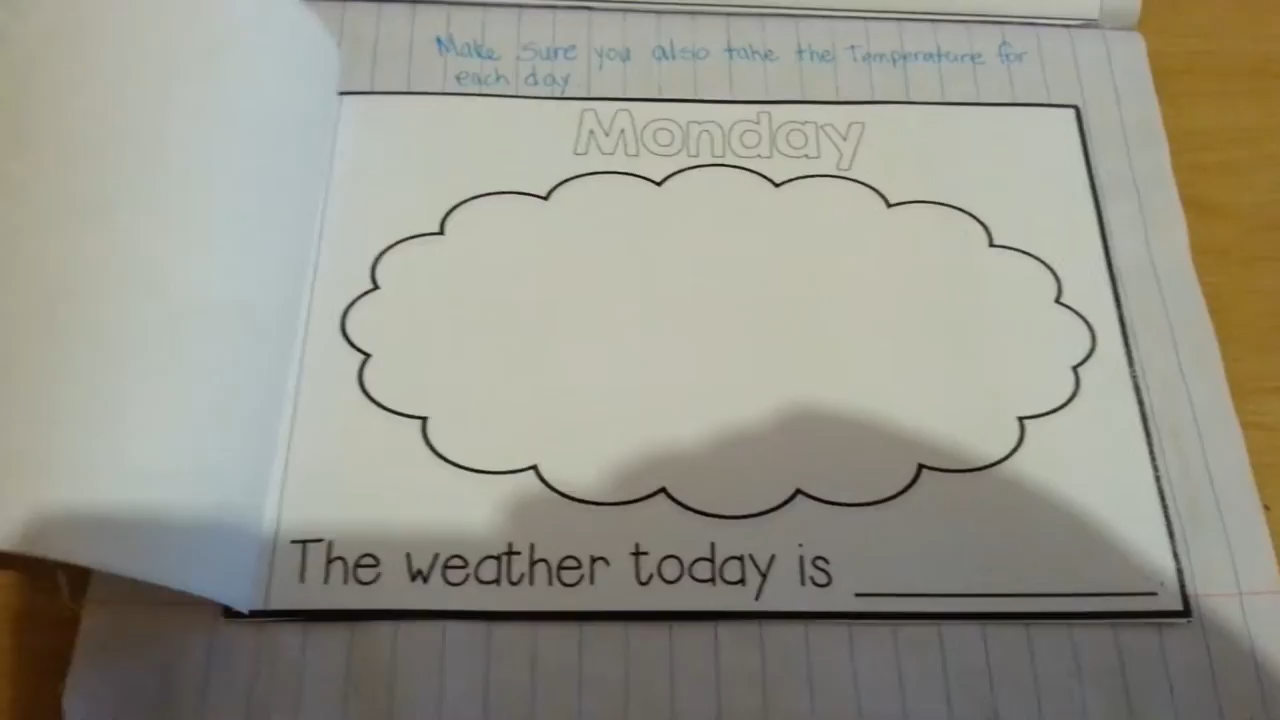 Make sure you also take the Temperature for
each day
Monday
The weather today is